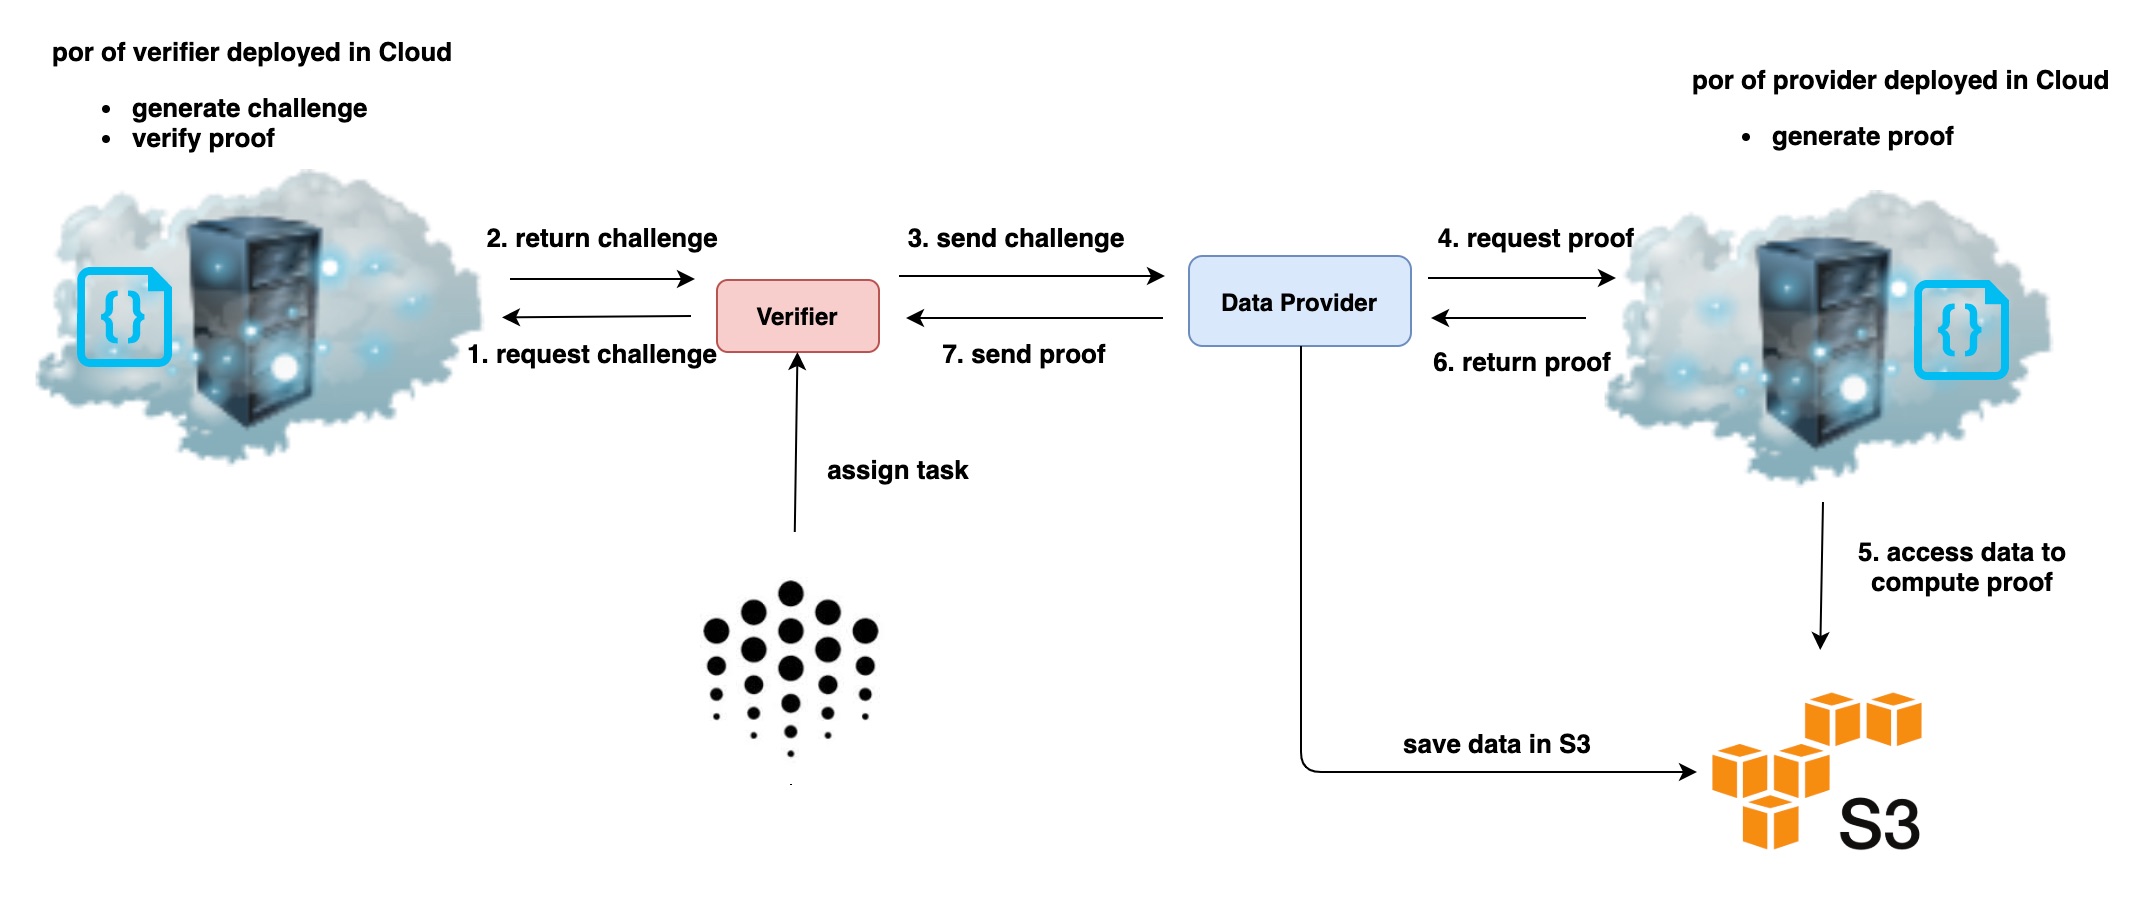 por of verifier deployed in Cloud
• generate challenge
• verify proof
por of provider deployed in Cloud
• generate proof
2. return challenge
1. request challenge
Verifier
3. send challenge
7. send proof
Data Provider
4. request proof
6. return proof
{}
{}
assign task
5. access data to
compute proof
save data in S3
S3